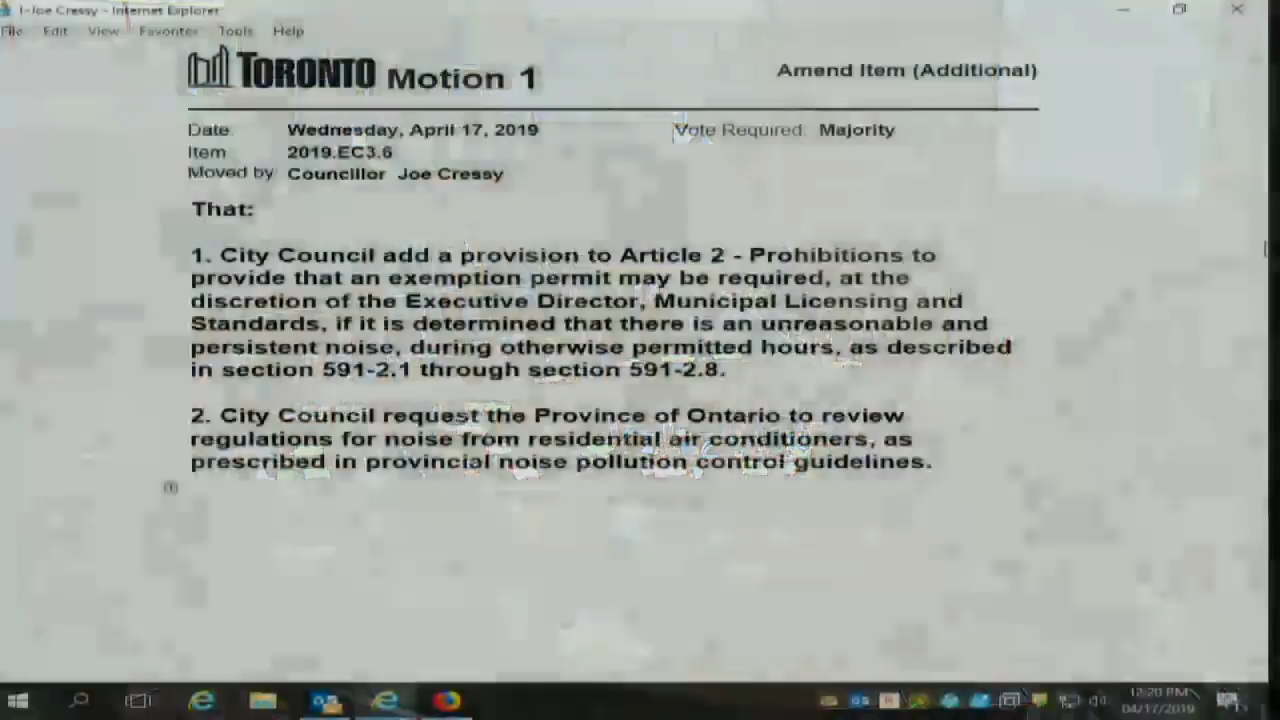 1-Joe Cressy - Internet Explorer
File Edit View Favorites Tools Help
TORONTO Motion 1
Amend Item (Additional)
Date: Wednesday, April 17, 2019
Vote Required: Majority
Item 2019.EC3.6
Moved by Councillor Joe Cressy
That:
1. City Council add a provision to Article 2 - Prohibitions to
provide that an exemption permit may be required, at the
discretion of the Executive Director, Municipal Licensing and
Standards, if it is determined that there is an unreasonable and
persistent noise, during otherwise permitted hours, as described
in section 591-2.1 through section 591-2.8.
2. City Council request the Province of Ontario to review
regulations for noise from residential air conditioners, as
prescribed in provincial noise pollution control guidelines.
12:20 PM
04/17/2019